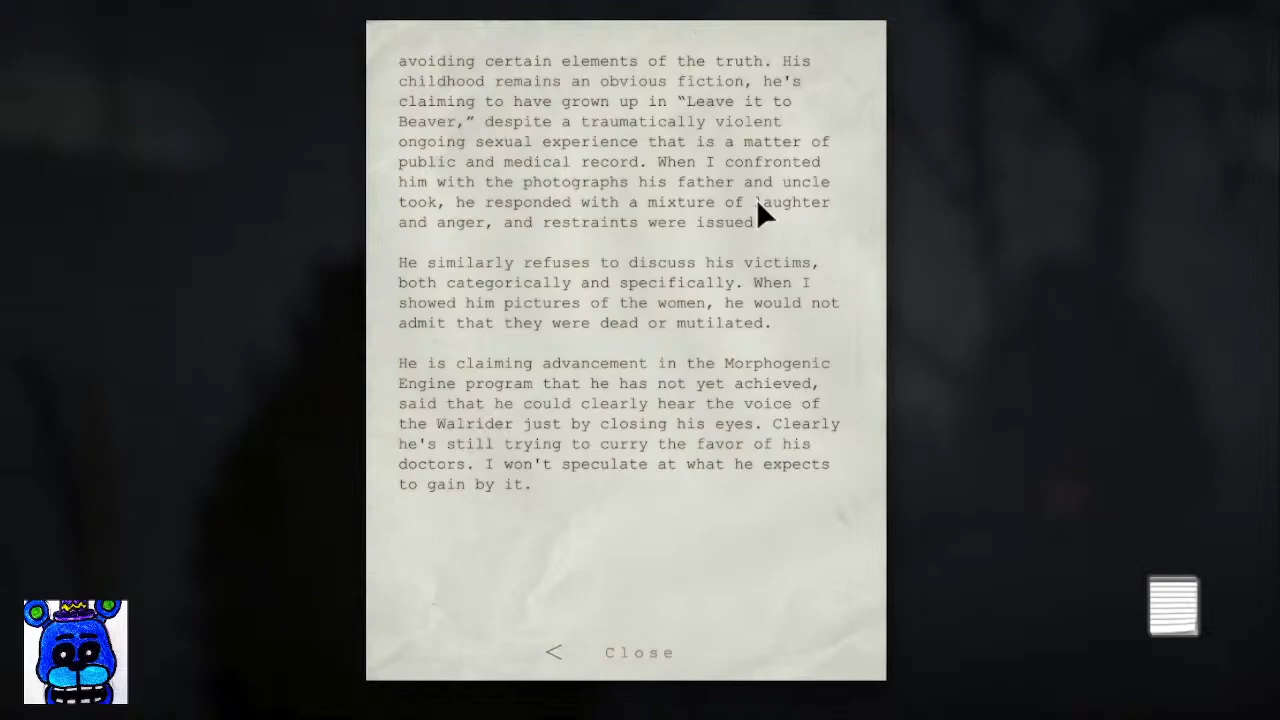 avoiding certain elements of the truth. His
childhood remains an obvious fiction, he's
claiming to have grown up in “Leave it to
Beaver,” despite a traumatically violent
ongoing sexual experience that is a matter of
public and medical record. When I confronted
him with the photographs his father and uncle
took, he responded with a mixture of laughter
and anger, and restraints were issued
He similarly refuses to discuss his victims,
both categorically and specifically. When I
showed him pictures of the women, he would not
admit that they were dead or mutilated.
He is claiming advancement in the Morphogenic
Engine program that he has not yet achieved,
said that he could clearly hear the voice of
the Walrider just by closing his eyes. Clearly
he's still trying to curry the favor of his
doctors. I won't speculate at what he expects
to gain by it.
< Close